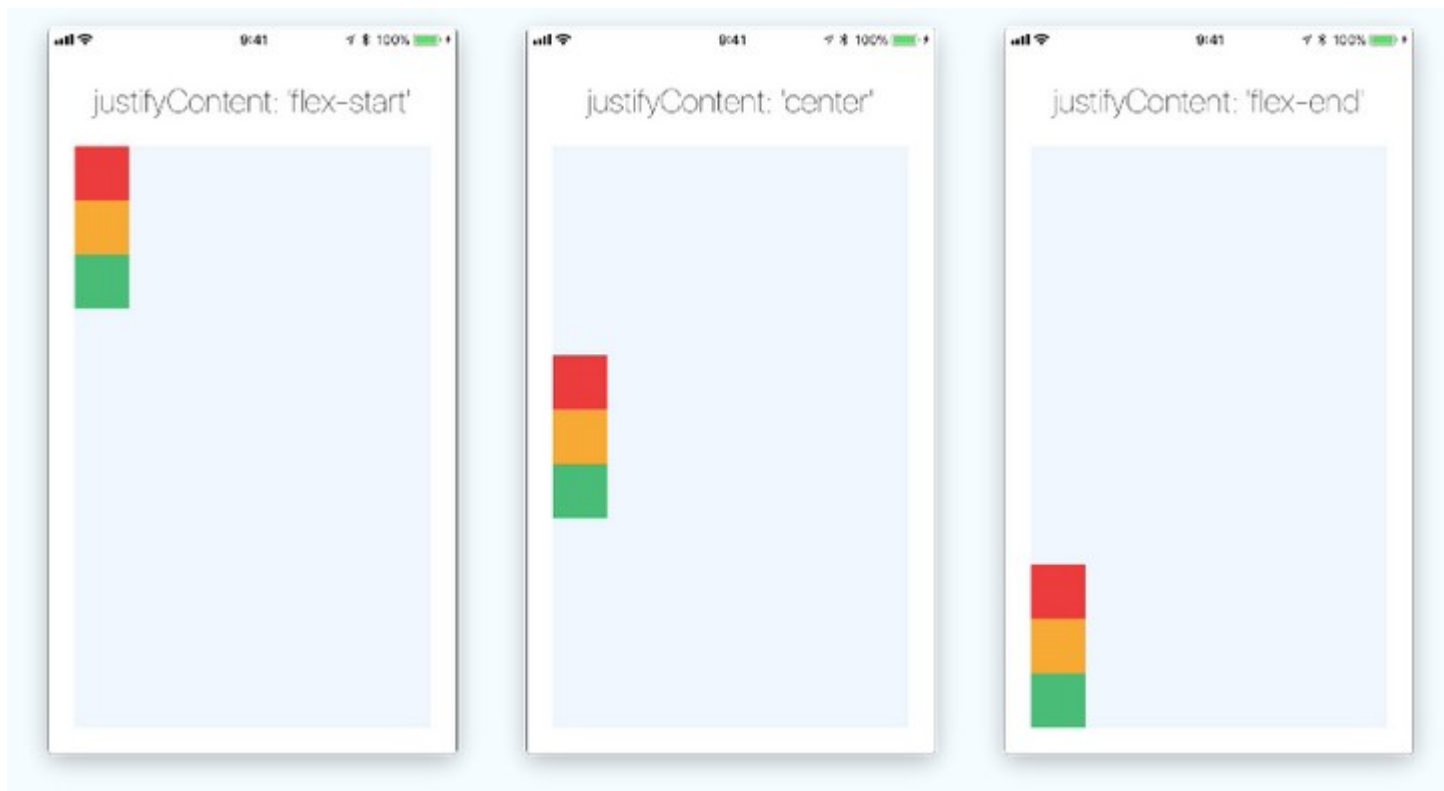 9:41 100%
justifyContent: 'flex-start'
9:41 100%
justifyContent: 'center'
9:41 100%
justifyContent: 'flex-end'